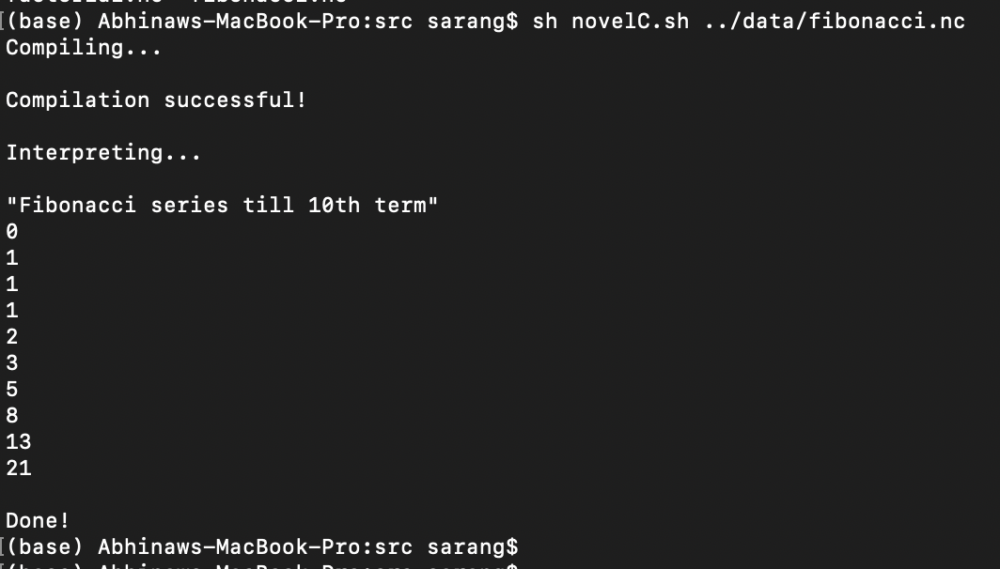 (base) Abhinaws-MacBook-Pro:src sarang$ sh novelC.sh ../data/fibonacci.nc
Compiling...
Compilation successful!
Interpreting...
"Fibonacci series till 10th term"
0
1
1
1
2
3
5
8
13
21
Done!
(base) Abhinaws-MacBook-Pro:src sarang$